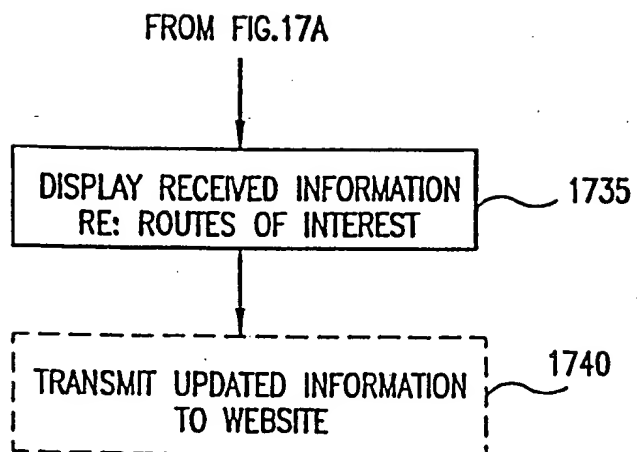 FROM FIG.17A
DISPLAY RECEIVED INFORMATION
RE: ROUTES OF INTEREST
1735
TRANSMIT UPDATED INFORMATION
TO WEBSITE
1740